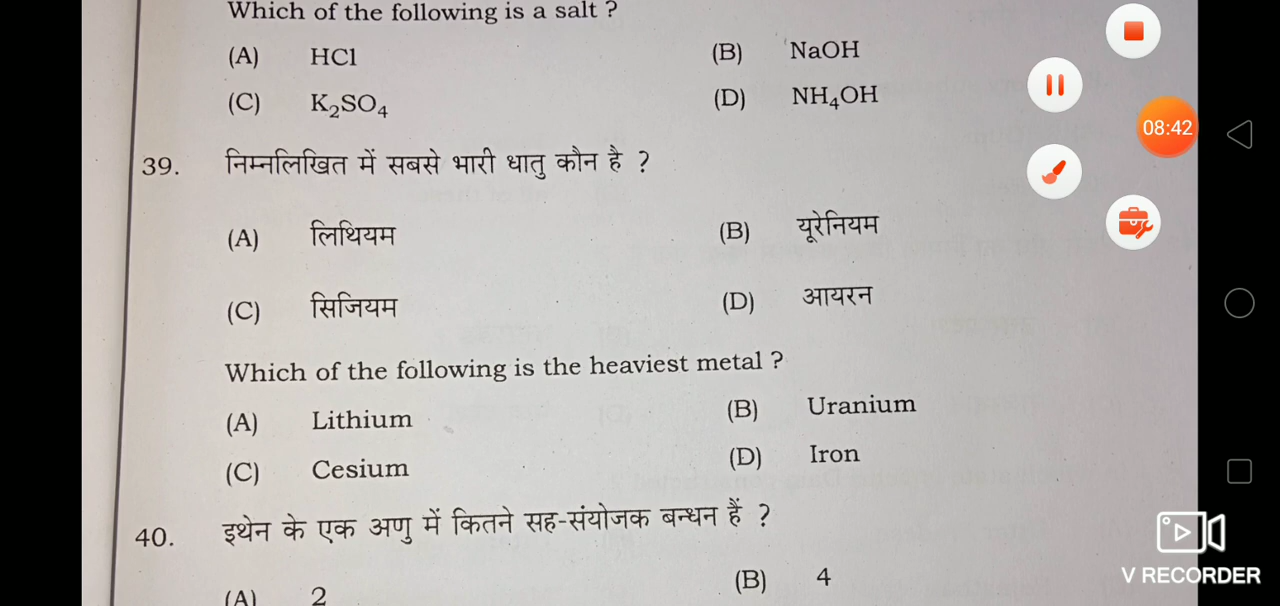 Which of the following is a salt ?
(A) HCl (B) NaOH
(C) K₂SO₄ (D) NH₄OH
39. निम्नलिखित में सबसे भारी धातु कौन है ?
(A) लिथियम (B) यूरेनियम
(C) सिजियम (D) आयरन
Which of the following is the heaviest metal ?
(A) Lithium (B) Uranium
(C) Cesium (D) Iron
40. इथेन के एक अणु में कितने सह-संयोजक बन्धन हैं ?
(A) 2 (B) 4
08:42
V RECORDER